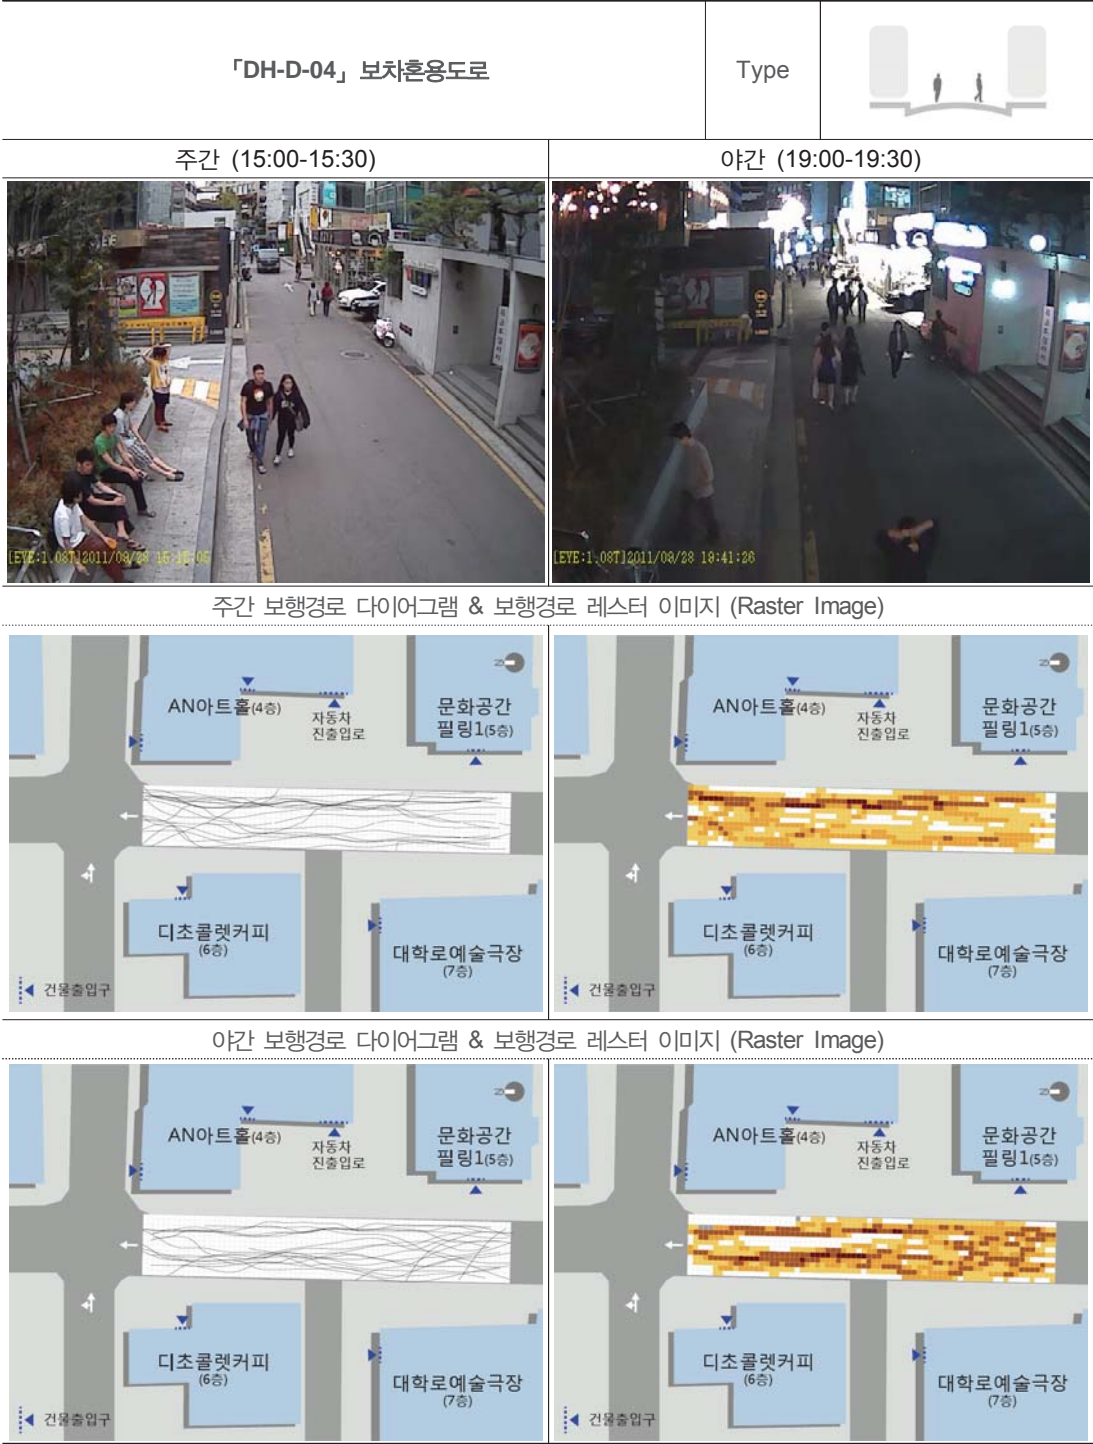 「DH-D-04」 보차혼용도로
Type
주간 (15:00-15:30)
야간 (19:00-19:30)
[EYE:1.08T]2011/09/28
[EYE:1.08T]2011/09/28 19:41:26
주간 보행경로 다이어그램 & 보행경로 레스터 이미지 (Raster Image)
AN아트홀(4층)
자동차
진출입로
문화공간
필링1(5층)
디초콜렛커피
(6층)
대학로예술극장
(7층)
건물출입구
AN아트홀(4층)
자동차
진출입로
문화공간
필링1(5층)
디초콜렛커피
(6층)
대학로예술극장
(7층)
건물출입구
야간 보행경로 다이어그램 & 보행경로 레스터 이미지 (Raster Image)
AN아트홀(4층)
자동차
진출입로
문화공간
필링1(5층)
디초콜렛커피
(6층)
대학로예술극장
(7층)
건물출입구
AN아트홀(4층)
자동차
진출입로
문화공간
필링1(5층)
디초콜렛커피
(6층)
대학로예술극장
(7층)
건물출입구